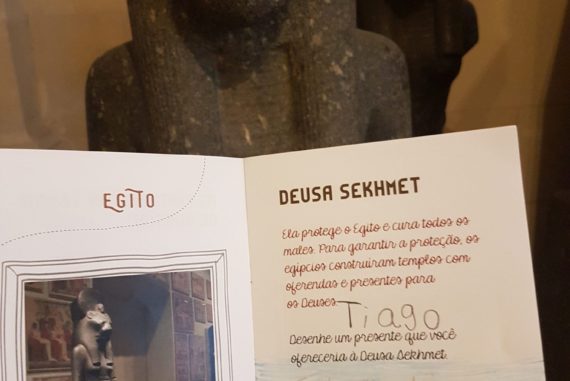 EGITO
DEUSA SEKHMET
Ela protege o Egito e cura todos os
males. Para garantir a proteção, os
egípcios construíram templos com
oferendas e presentes para
os Deuses.
Tiago
Desenhe um presente que você
ofereceria à Deusa Sekhmet.